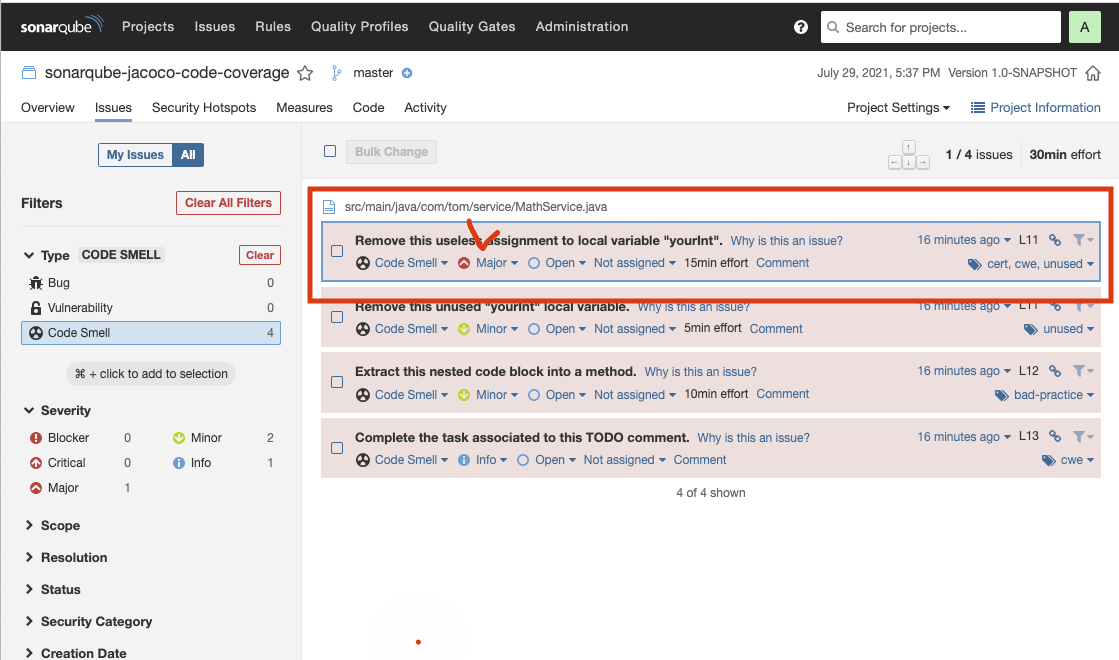 sonarqube Projects Issues Rules Quality Profiles Quality Gates Administration ? Search for projects... A
sonarqube-jacoco-code-coverage master July 29, 2021, 5:37 PM Version 1.0-SNAPSHOT
Overview Issues Security Hotspots Measures Code Activity Project Settings Project Information
My Issues All Bulk Change 1 / 4 issues 30min effort
Filters Clear All Filters
Type CODE SMELL Clear
Bug 0
Vulnerability 0
Code Smell 4
⌘ + click to add to selection
Severity
Blocker 0 Minor 2
Critical 0 Info 1
Major 1
Scope
Resolution
Status
Security Category
Creation Date
src/main/java/com/tom/service/MathService.java
Remove this useless assignment to local variable "yourInt". Why is this an issue? 16 minutes ago L11
Code Smell Major Open Not assigned 15min effort Comment cert, cwe, unused
Remove this unused "yourInt" local variable. Why is this an issue? 16 minutes ago L11
Code Smell Minor Open Not assigned 5min effort Comment unused
Extract this nested code block into a method. Why is this an issue? 16 minutes ago L12
Code Smell Minor Open Not assigned 10min effort Comment bad-practice
Complete the task associated to this TODO comment. Why is this an issue? 16 minutes ago L13
Code Smell Info Open Not assigned Comment cwe
4 of 4 shown